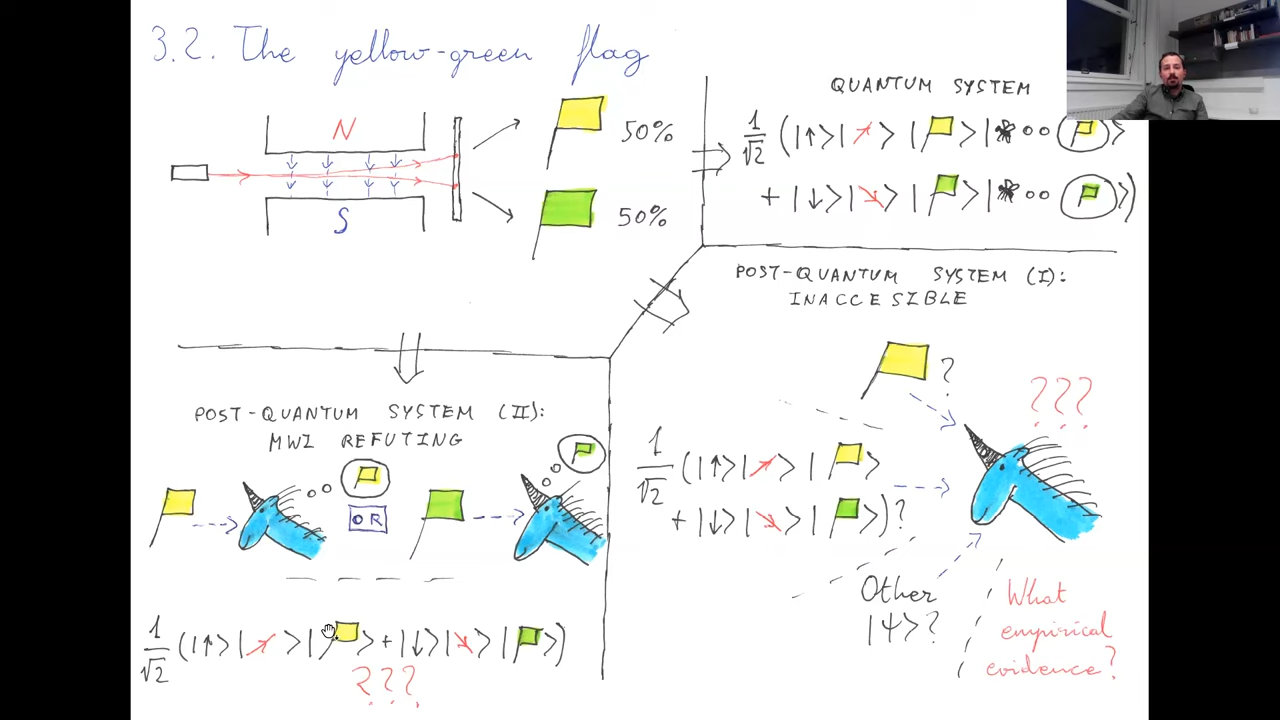 3.2. The yellow-green flag
N
S
50%
50%
QUANTUM SYSTEM
1/√2 (|↑>|↗>| >| >
+ |↓>|↘>| >| >)
POST-QUANTUM SYSTEM (I):
INACCESIBLE
?
???
1/√2 (|↑>|↗>| >
+ |↓>|↘>| >)?
Other
|ψ>?
What
empirical
evidence?
POST-QUANTUM SYSTEM (II):
MWI REFUTING
OR
1/√2 (|↑>|↗>| > + |↓>|↘>| >)
???